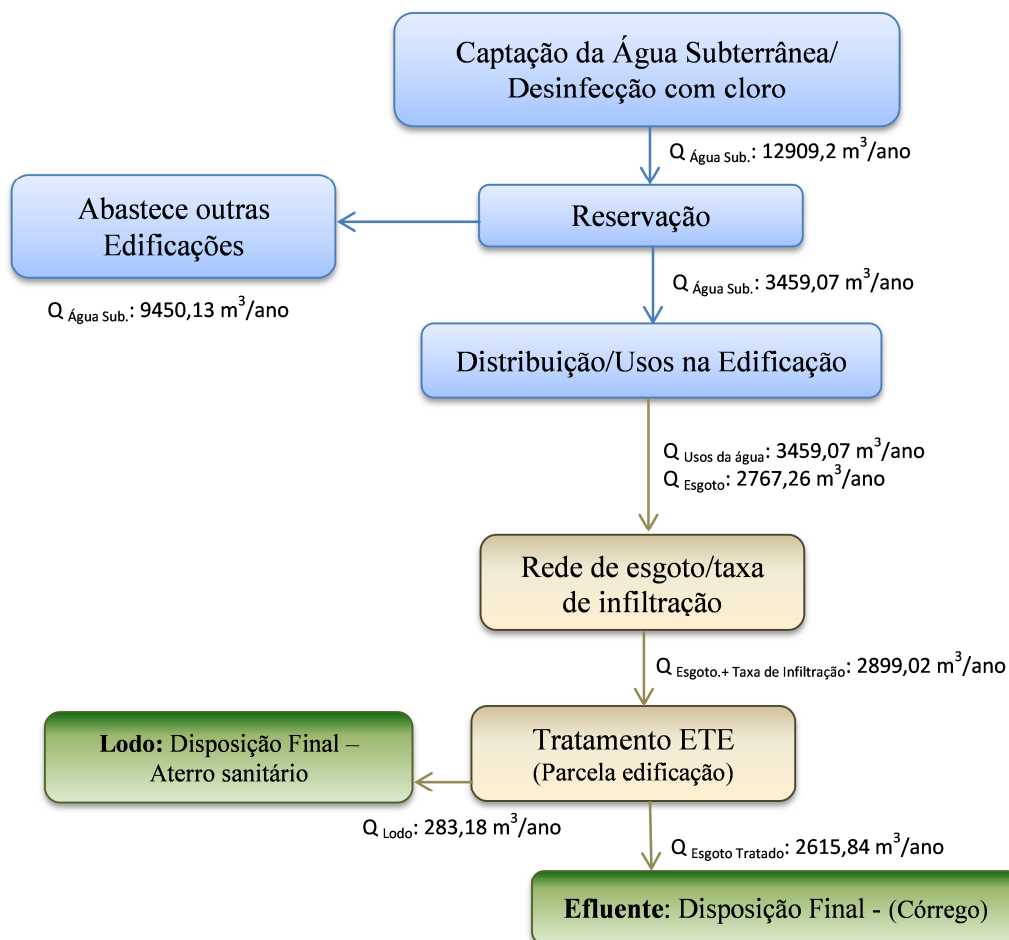 Captação da Água Subterrânea/
Desinfecção com cloro
Q Água Sub.: 12909,2 m³/ano
Abastece outras
Edificações
Reservação
Q Água Sub.: 9450,13 m³/ano
Q Água Sub.: 3459,07 m³/ano
Distribuição/Usos na Edificação
Q Usos da água: 3459,07 m³/ano
Q Esgoto: 2767,26 m³/ano
Rede de esgoto/taxa
de infiltração
Q Esgoto.+ Taxa de Infiltração: 2899,02 m³/ano
Lodo: Disposição Final –
Aterro sanitário
Tratamento ETE
(Parcela edificação)
Q Lodo: 283,18 m³/ano
Q Esgoto Tratado: 2615,84 m³/ano
Efluente: Disposição Final - (Córrego)